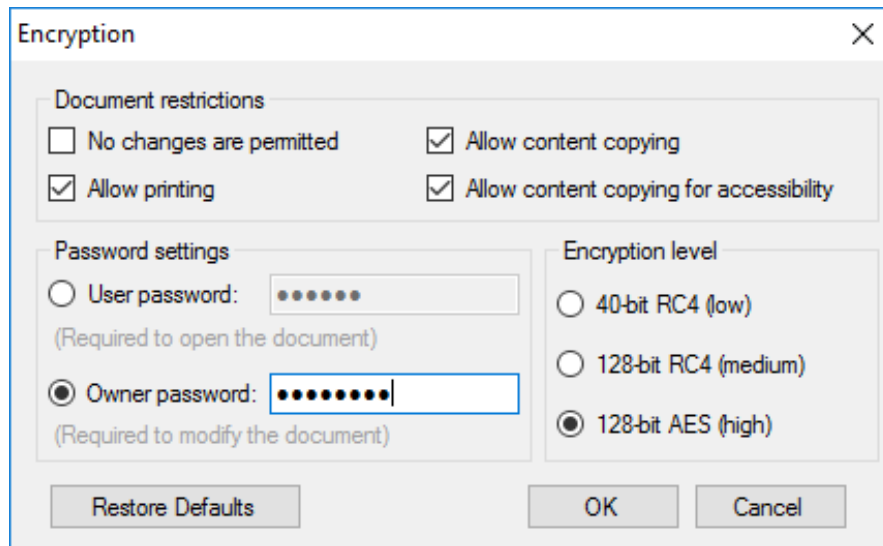 Encryption
Document restrictions
No changes are permitted
Allow content copying
Allow printing
Allow content copying for accessibility
Password settings
User password: ●●●●●●
(Required to open the document)
Owner password: ●●●●●●●●
(Required to modify the document)
Encryption level
40-bit RC4 (low)
128-bit RC4 (medium)
128-bit AES (high)
Restore Defaults
OK
Cancel